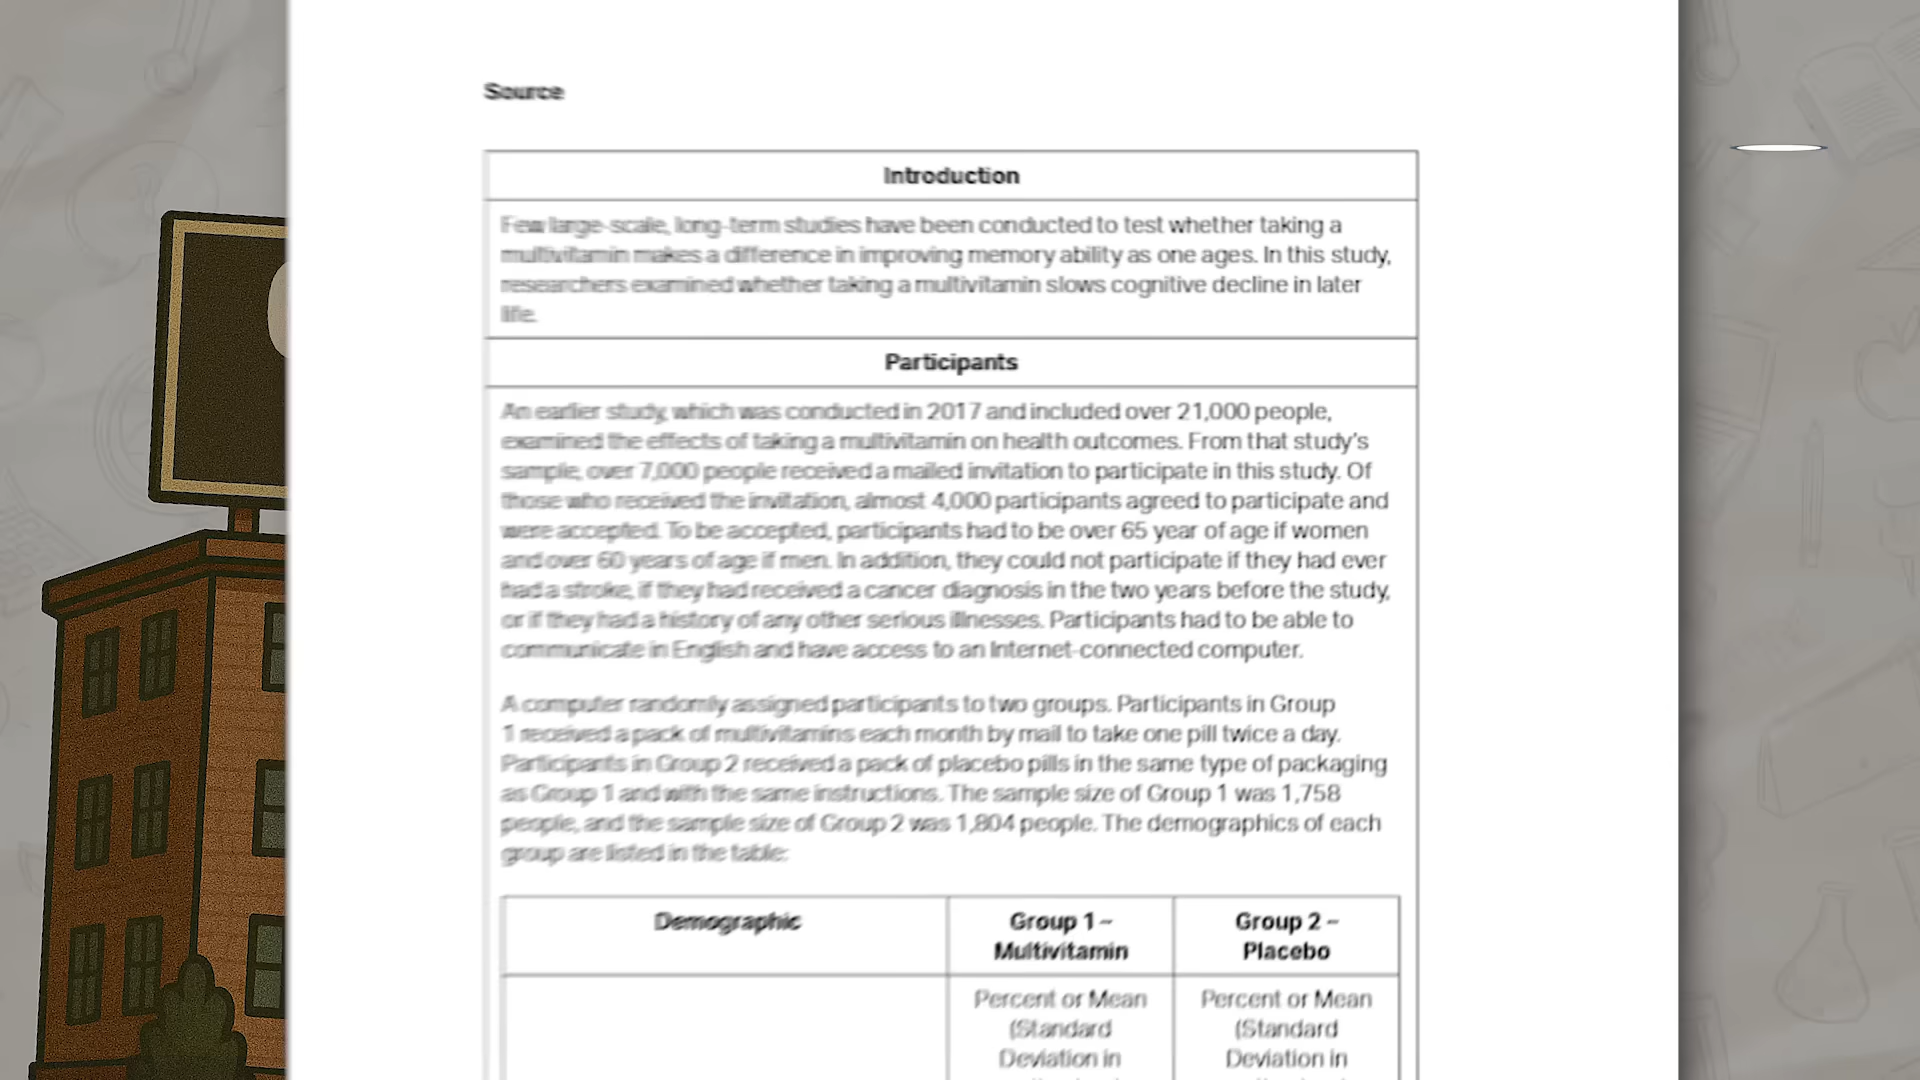 Source
Introduction
Few large-scale, long-term studies have been conducted to test whether taking a
multivitamin makes a difference in improving memory ability as one ages. In this study,
researchers examined whether taking a multivitamin slows cognitive decline in later
life.
Participants
An earlier study, which was conducted in 2017 and included over 21,000 people,
examined the effects of taking a multivitamin on health outcomes. From that study's
sample, over 7,000 people received a mailed invitation to participate in this study. Of
those who received the invitation, almost 4,000 participants agreed to participate and
were accepted. To be accepted, participants had to be over 65 year of age if women
and over 60 years of age if men. In addition, they could not participate if they had ever
had a stroke, if they had received a cancer diagnosis in the two years before the study,
or if they had a history of any other serious illnesses. Participants had to be able to
communicate in English and have access to an Internet-connected computer.
A computer randomly assigned participants to two groups. Participants in Group
1 received a pack of multivitamins each month by mail to take one pill twice a day.
Participants in Group 2 received a pack of placebo pills in the same type of packaging
as Group 1 and with the same instructions. The sample size of Group 1 was 1,758
people, and the sample size of Group 2 was 1,804 people. The demographics of each
group are listed in the table:
Demographic
Group 1 –
Multivitamin
Group 2 –
Placebo
Percent or Mean
(Standard
Deviation in
Percent or Mean
(Standard
Deviation in